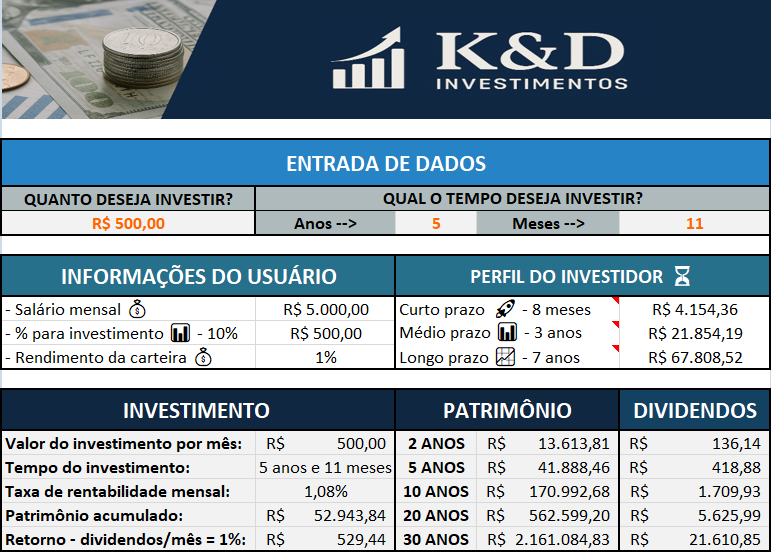 K&D
INVESTIMENTOS
ENTRADA DE DADOS
QUANTO DESEJA INVESTIR? QUAL O TEMPO DESEJA INVESTIR?
R$ 500,00 Anos --> 5 Meses --> 11
INFORMAÇÕES DO USUÁRIO PERFIL DO INVESTIDOR
- Salário mensal R$ 5.000,00 Curto prazo - 8 meses R$ 4.154,36
- % para investimento - 10% R$ 500,00 Médio prazo - 3 anos R$ 21.854,19
- Rendimento da carteira 1% Longo prazo - 7 anos R$ 67.808,52
INVESTIMENTO PATRIMÔNIO DIVIDENDOS
Valor do investimento por mês: R$ 500,00 2 ANOS R$ 13.613,81 R$ 136,14
Tempo do investimento: 5 anos e 11 meses 5 ANOS R$ 41.888,46 R$ 418,88
Taxa de rentabilidade mensal: 1,08% 10 ANOS R$ 170.992,68 R$ 1.709,93
Patrimônio acumulado: R$ 52.943,84 20 ANOS R$ 562.599,20 R$ 5.625,99
Retorno - dividendos/mês = 1%: R$ 529,44 30 ANOS R$ 2.161.084,83 R$ 21.610,85